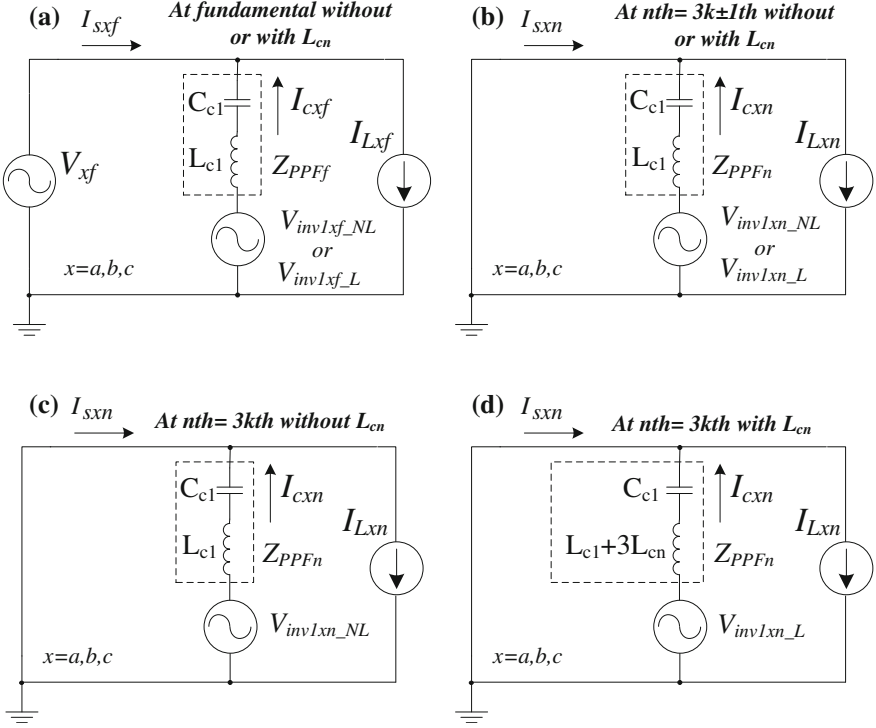 (a) I_sxf At fundamental without
or with L_cn
C_c1
I_cxf
I_Lxf
L_c1
Z_PPFf
V_xf
V_inv1xf_NL
or
V_inv1xf_L
x=a,b,c
(b) I_sxn At nth= 3k±1th without
or with L_cn
C_c1
I_cxn
I_Lxn
L_c1
Z_PPFn
V_inv1xn_NL
or
V_inv1xn_L
x=a,b,c
(c) I_sxn At nth= 3kth without L_cn
C_c1
I_cxn
I_Lxn
L_c1
Z_PPFn
V_inv1xn_NL
x=a,b,c
(d) I_sxn At nth= 3kth with L_cn
C_c1
I_cxn
I_Lxn
L_c1+3L_cn
Z_PPFn
V_inv1xn_L
x=a,b,c